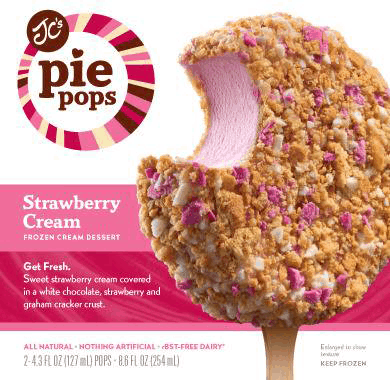 JC's
pie
pops
Strawberry
Cream
FROZEN CREAM DESSERT
Get Fresh.
Sweet strawberry cream covered
in a white chocolate, strawberry and
graham cracker crust.
ALL NATURAL • NOTHING ARTIFICIAL • rBST-FREE DAIRY*
2-4.3 FL OZ (127 mL) POPS • 8.6 FL OZ (254 mL)
Enlarged to show
texture
KEEP FROZEN